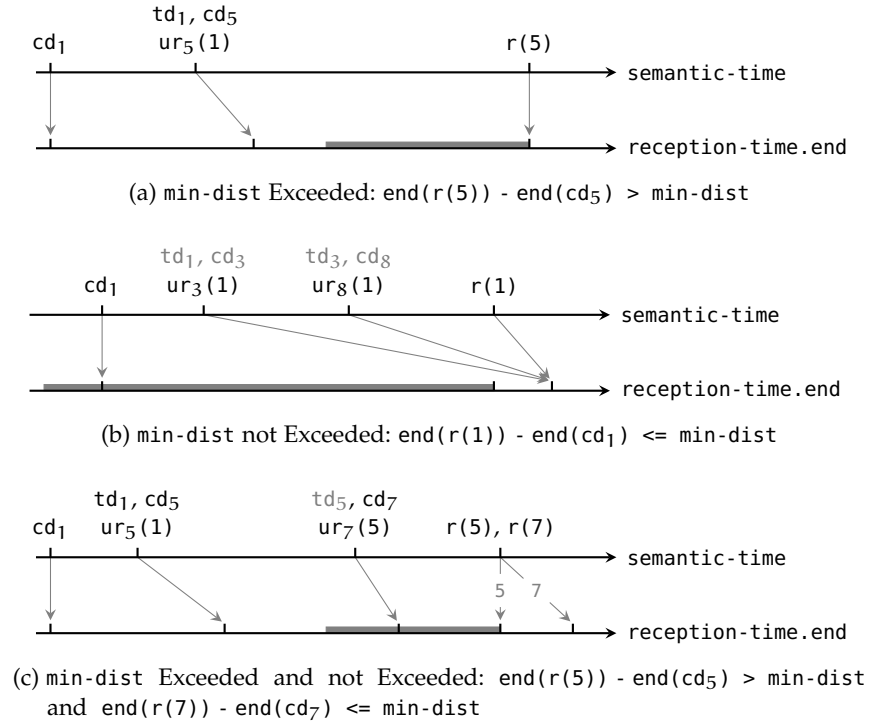 td₁, cd₅
cd₁ ur₅(1) r(5)
semantic-time
reception-time.end
(a) min-dist Exceeded: end(r(5)) - end(cd₅) > min-dist
td₁, cd₃ td₃, cd₈
cd₁ ur₃(1) ur₈(1) r(1)
semantic-time
reception-time.end
(b) min-dist not Exceeded: end(r(1)) - end(cd₁) <= min-dist
td₁, cd₅ td₅, cd₇
cd₁ ur₅(1) ur₇(5) r(5), r(7)
semantic-time
5 7
reception-time.end
(c) min-dist Exceeded and not Exceeded: end(r(5)) - end(cd₅) > min-dist
and end(r(7)) - end(cd₇) <= min-dist